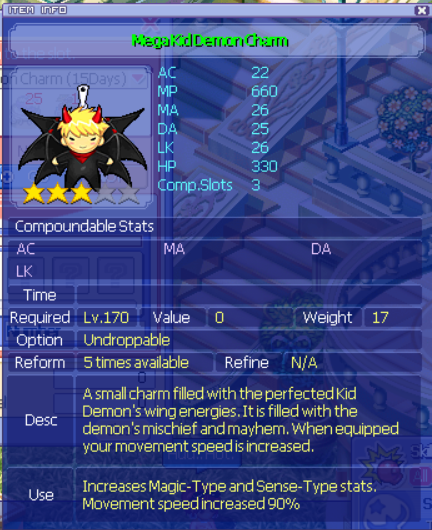 ITEM INFO
Mega Kid Demon Charm
on Charm (15Days)
25
AC 22
MP 660
MA 26
DA 25
LK 26
HP 330
Comp.Slots 3
Compoundable Stats
AC MA DA
LK
Time
Required Lv.170 Value 0 Weight 17
Option Undroppable
Reform 5 times available Refine N/A
Desc
A small charm filled with the perfected Kid
Demon's wing energies. It is filled with the
demon's mischief and mayhem. When equipped
your movement speed is increased.
Use
Increases Magic-Type and Sense-Type stats.
Movement speed increased 90%